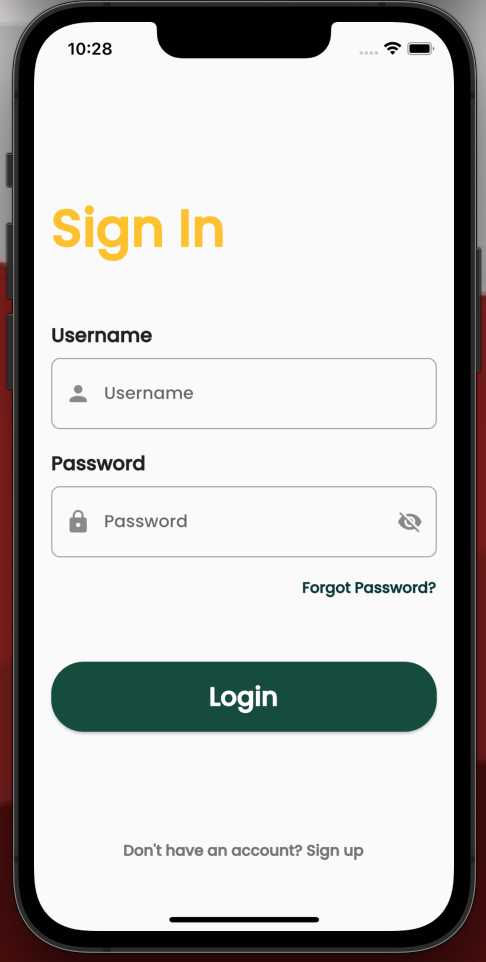 10:28
Sign In
Username
Username
Password
Password
Forgot Password?
Login
Don't have an account? Sign up